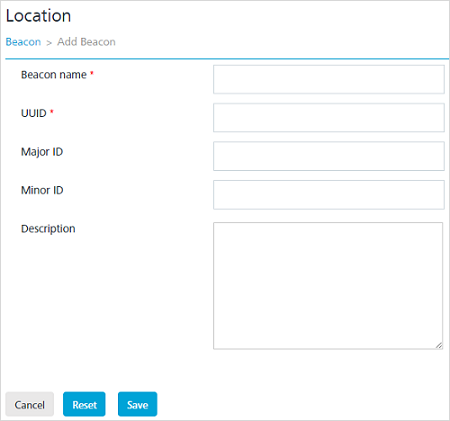 Location
Beacon > Add Beacon
Beacon name *
UUID *
Major ID
Minor ID
Description
Cancel Reset Save